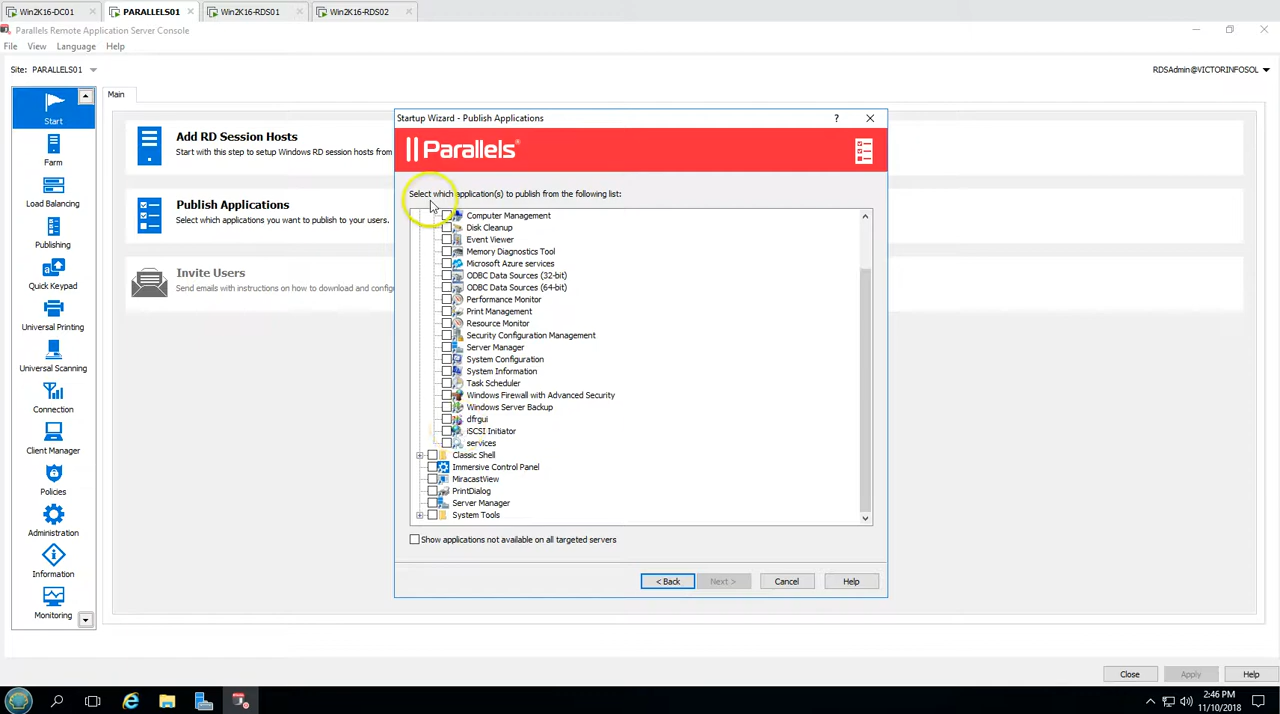 Win2K16-DC01
PARALLELS01
Win2K16-RDS01
Win2K16-RDS02
Parallels Remote Application Server Console
File View Language Help
Site: PARALLELS01
RDSAdmin@VICTORINFOSOL
Start
Farm
Load Balancing
Publishing
Quick Keypad
Universal Printing
Universal Scanning
Connection
Client Manager
Policies
Administration
Information
Monitoring
Main
Add RD Session Hosts
Start with this step to setup Windows RD session hosts from
Publish Applications
Select which applications you want to publish to your users.
Invite Users
Send emails with instructions on how to download and config
Startup Wizard - Publish Applications
?
Parallels®
Select which application(s) to publish from the following list:
Computer Management
Disk Cleanup
Event Viewer
Memory Diagnostics Tool
Microsoft Azure services
ODBC Data Sources (32-bit)
ODBC Data Sources (64-bit)
Performance Monitor
Print Management
Resource Monitor
Security Configuration Management
Server Manager
System Configuration
System Information
Task Scheduler
Windows Firewall with Advanced Security
Windows Server Backup
dfrgui
iSCSI Initiator
services
Classic Shell
Immersive Control Panel
MiracastView
PrintDialog
Server Manager
System Tools
Show applications not available on all targeted servers
< Back
Next >
Cancel
Help
Close
Apply
Help
2:46 PM
11/10/2018